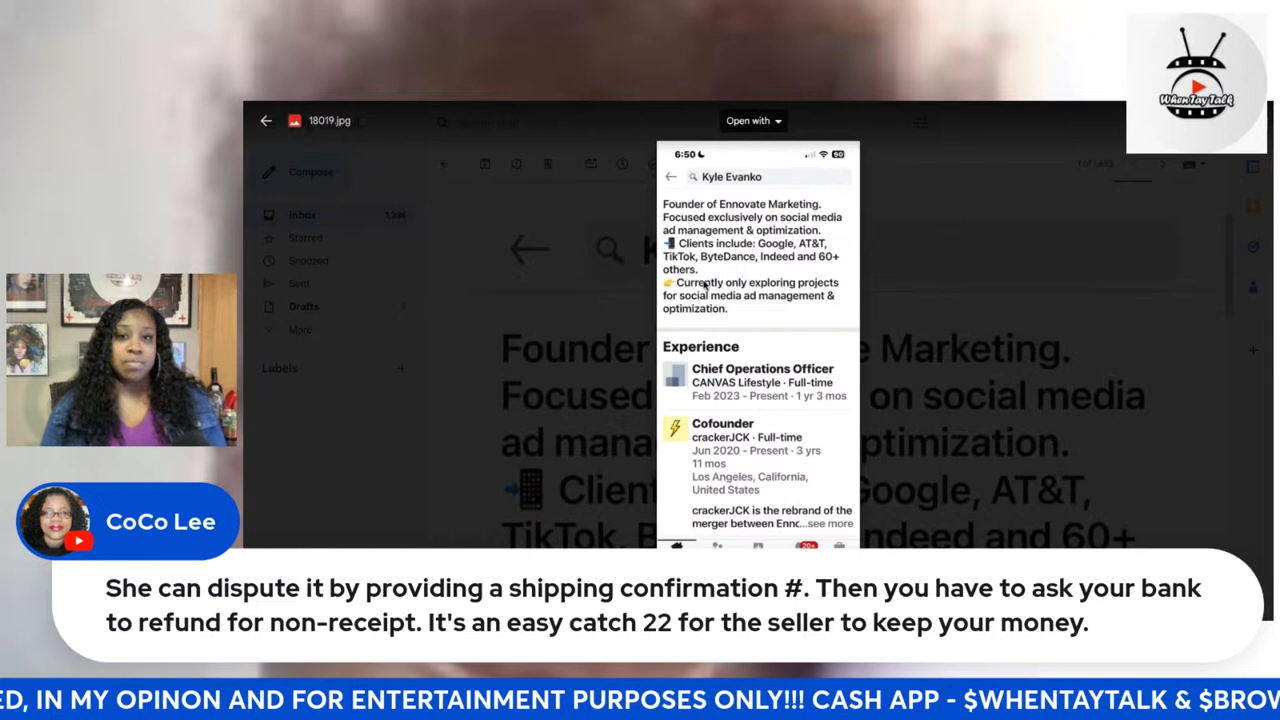 WhenTayTalk
18019.jpg
Open with
Compose
Inbox
Starred
Snoozed
Sent
Drafts
More
Labels
6:50
Kyle Evanko
Founder of Ennovate Marketing.
Focused exclusively on social media
ad management & optimization.
Clients include: Google, AT&T,
TikTok, ByteDance, Indeed and 60+
others.
Currently only exploring projects
for social media ad management &
optimization.
Experience
Chief Operations Officer
CANVAS Lifestyle · Full-time
Feb 2023 - Present · 1 yr 3 mos
Cofounder
crackerJCK · Full-time
Jun 2020 - Present · 3 yrs
11 mos
Los Angeles, California,
United States
crackerJCK is the rebrand of the
merger between Enno...see more
20+
Founder e Marketing.
Focused on social media
ad mana ptimization.
Clien Google, AT&T,
TikTok, B ndeed and 60+
CoCo Lee
She can dispute it by providing a shipping confirmation #. Then you have to ask your bank
to refund for non-receipt. It's an easy catch 22 for the seller to keep your money.
ED, IN MY OPINON AND FOR ENTERTAINMENT PURPOSES ONLY!!! CASH APP - $WHENTAYTALK & $BROW